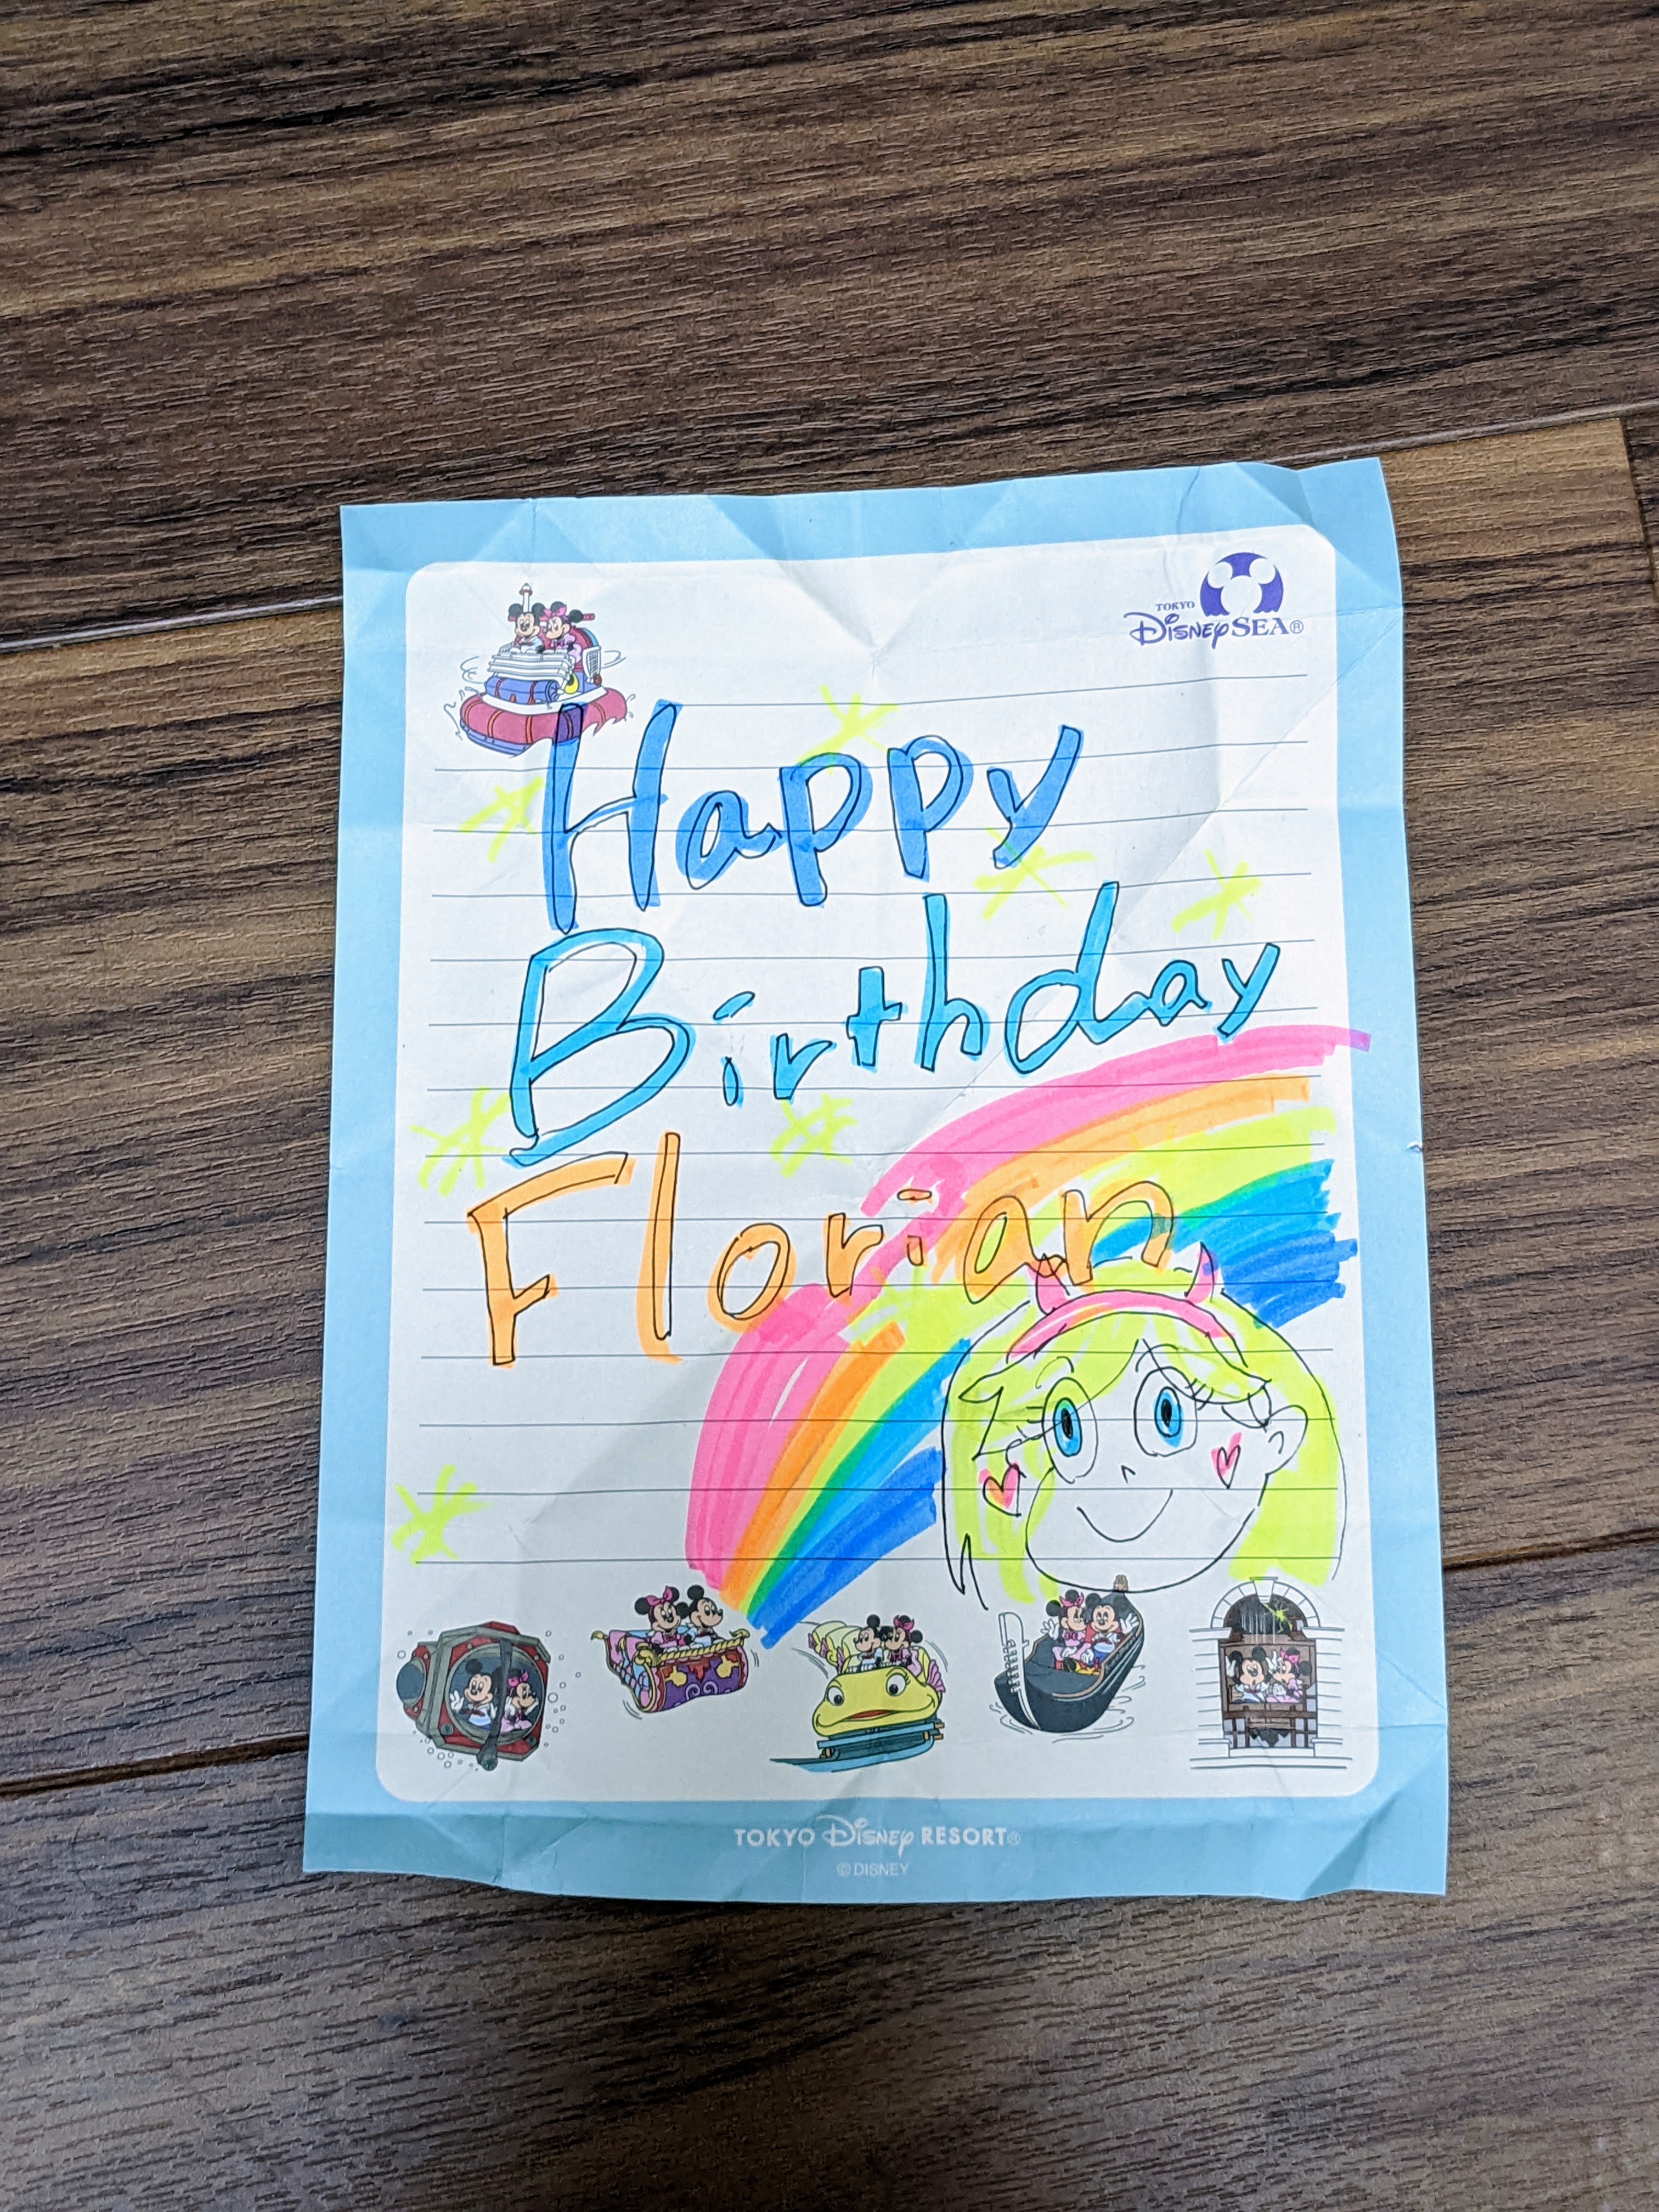 TOKYO
DisneySEA®
Happy
Birthday
Florian
TOKYO Disney RESORT®
©DISNEY